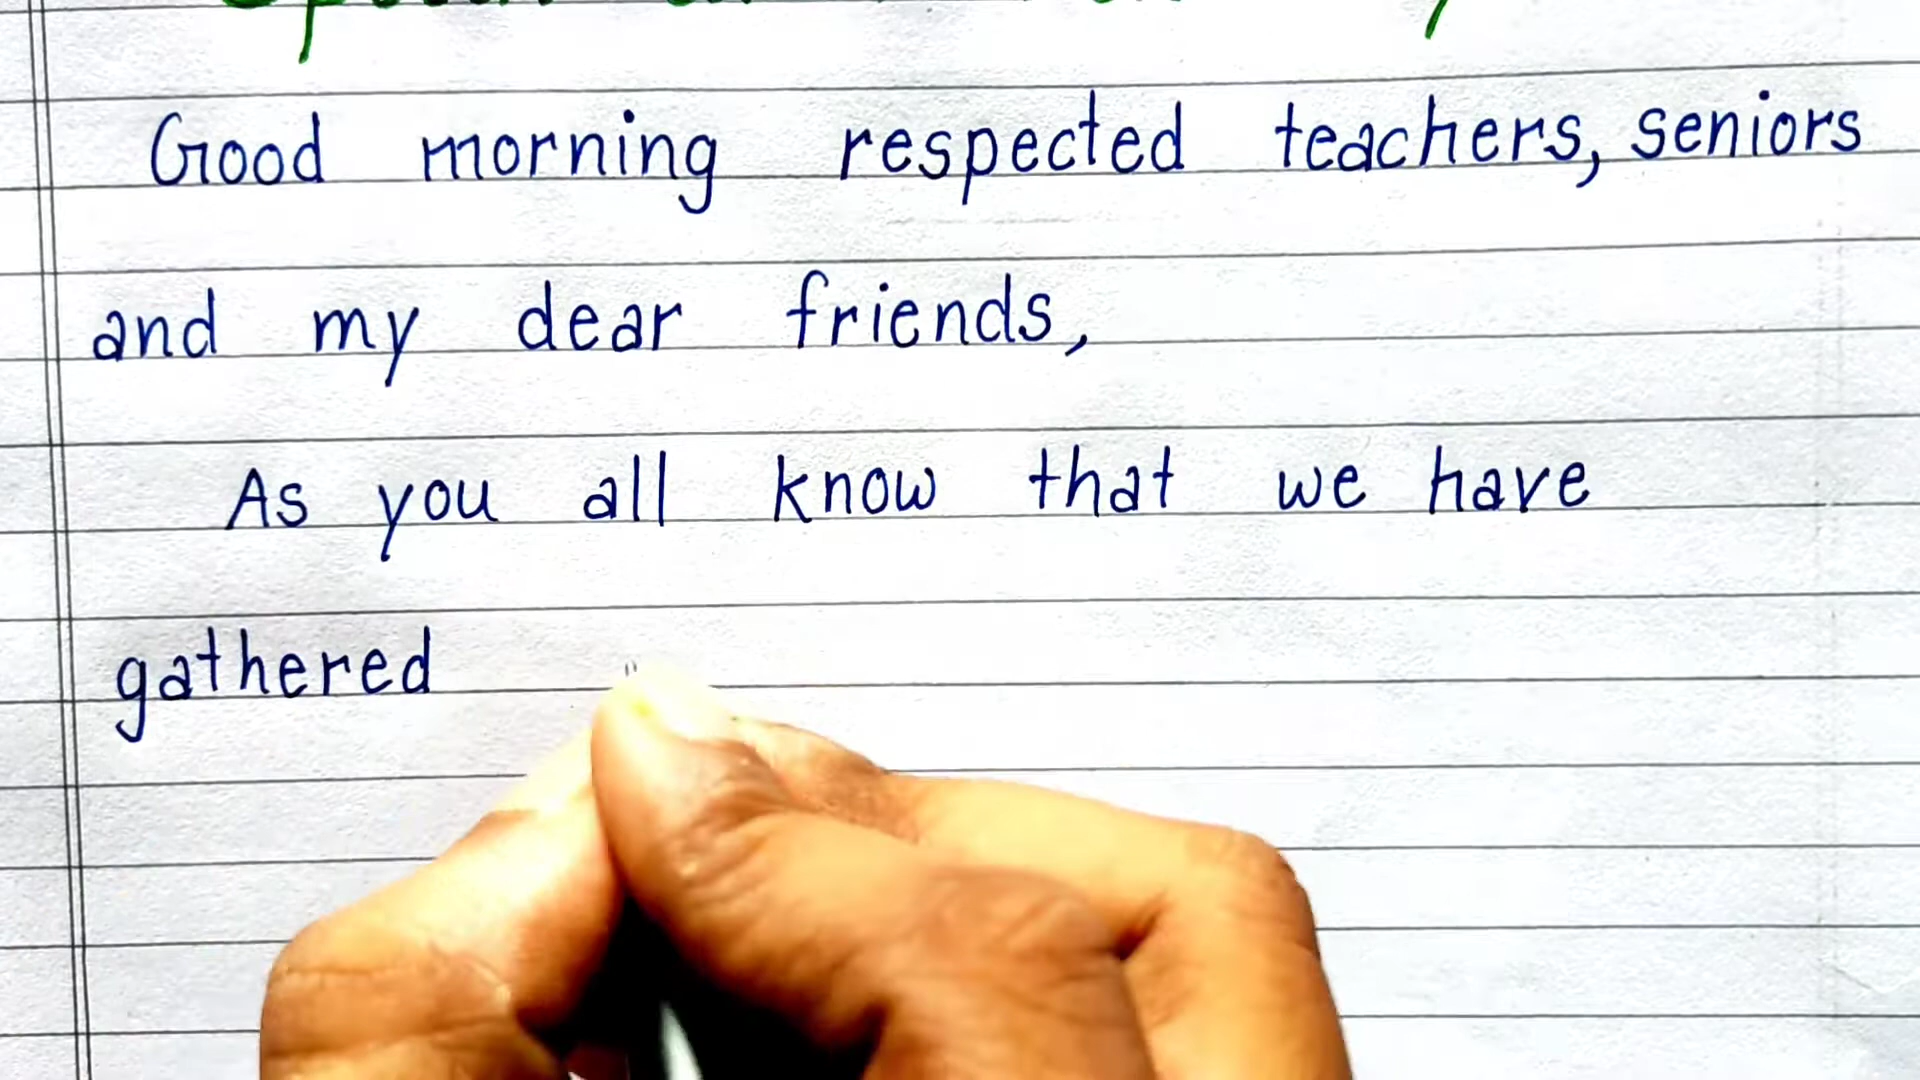 Good morning respected teachers, seniors
and my dear friends,
As you all know that we have
gathered